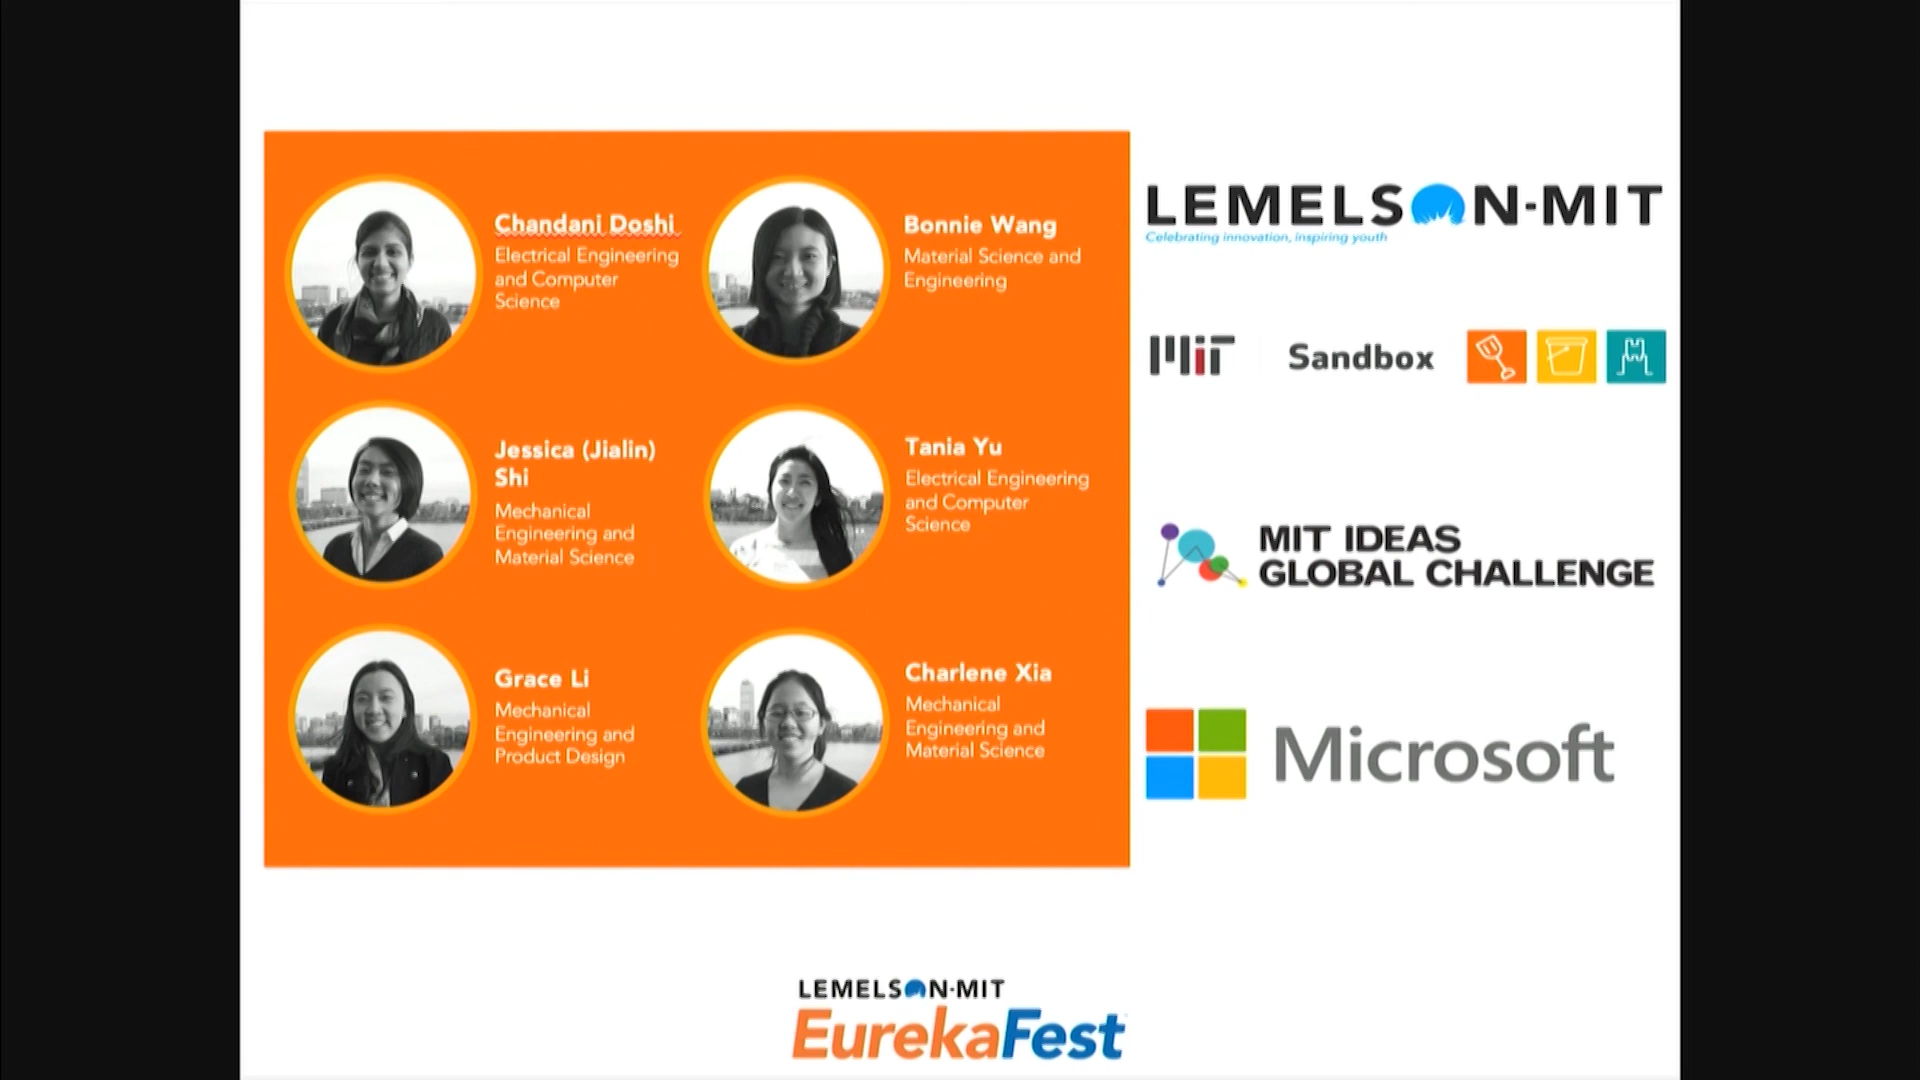 Chandani Doshi
Electrical Engineering
and Computer
Science
Bonnie Wang
Material Science and
Engineering
Jessica (Jialin)
Shi
Mechanical
Engineering and
Material Science
Tania Yu
Electrical Engineering
and Computer
Science
Grace Li
Mechanical
Engineering and
Product Design
Charlene Xia
Mechanical
Engineering and
Material Science
LEMELSON-MIT
Celebrating innovation, inspiring youth
MIT Sandbox
MIT IDEAS
GLOBAL CHALLENGE
Microsoft
LEMELSON-MIT
EurekaFest